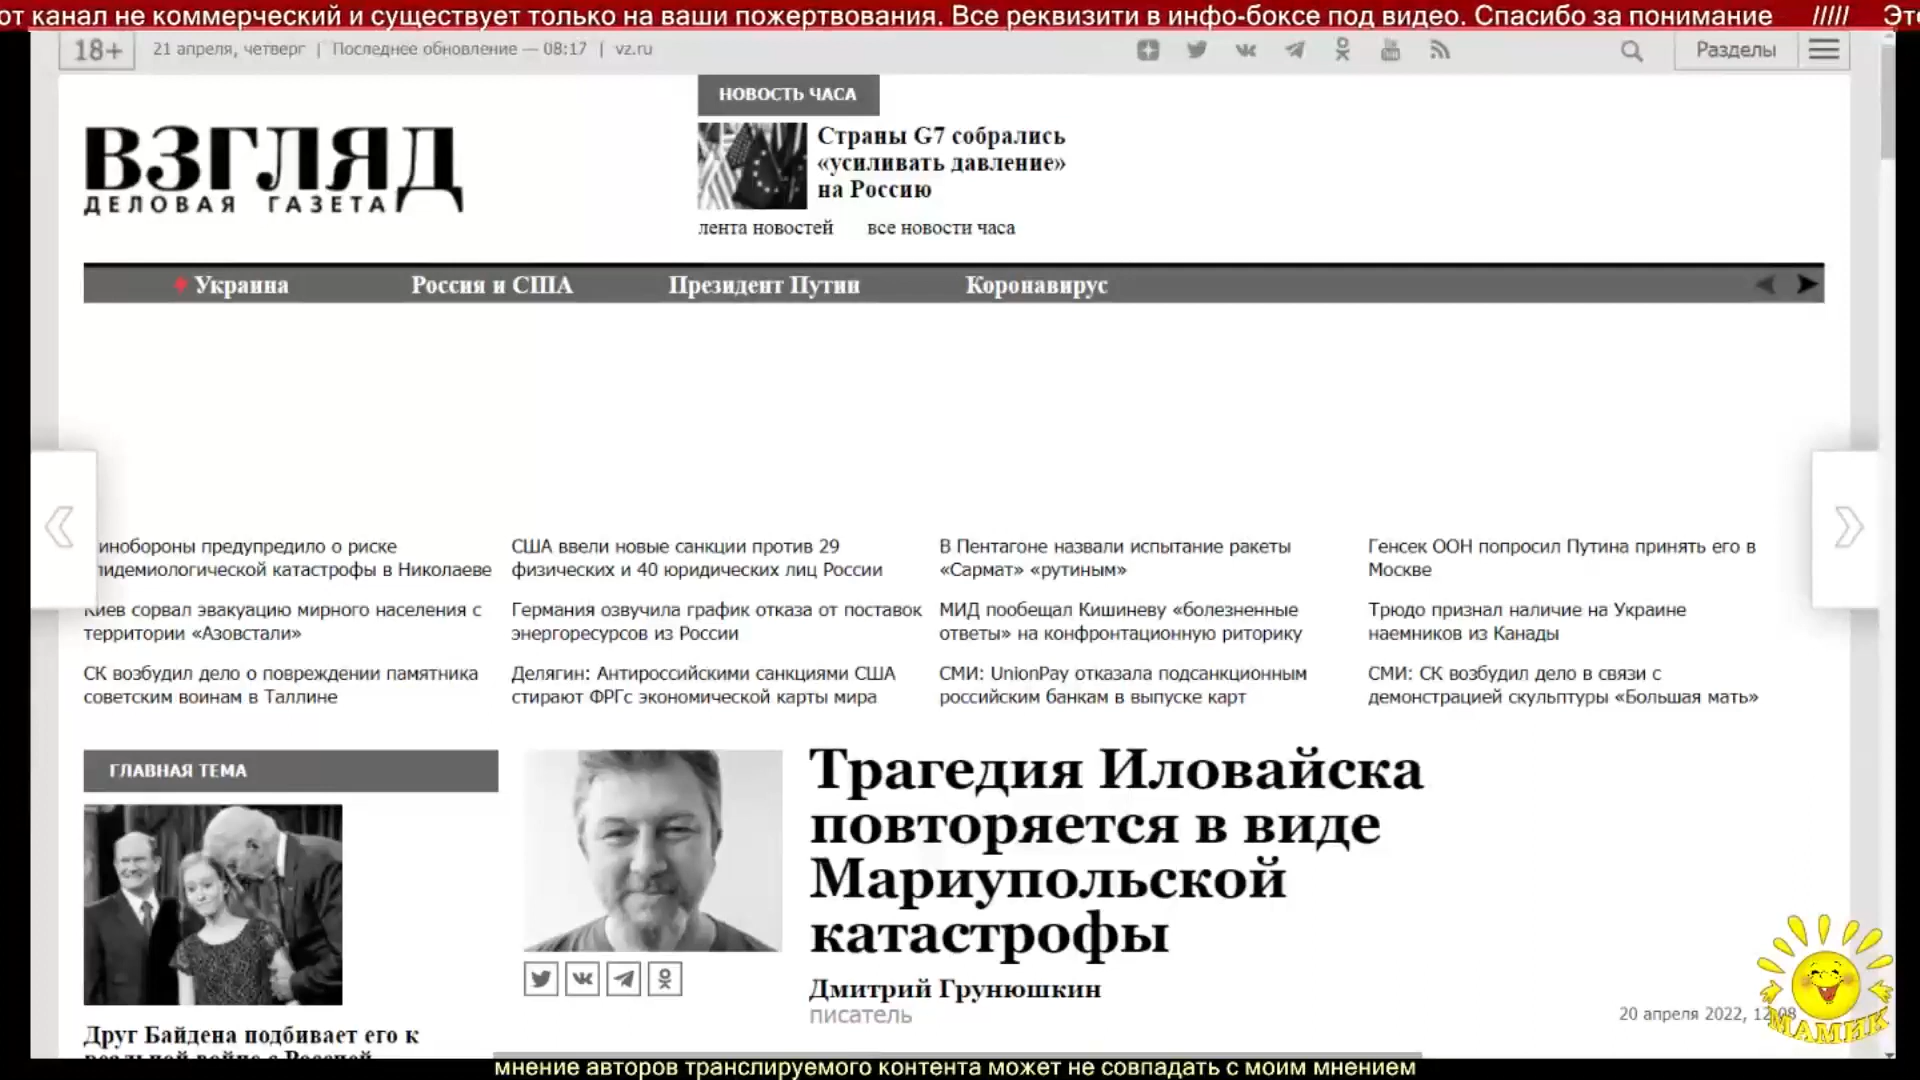 от канал не коммерческий и существует только на ваши пожертвования. Все реквизити в инфо-боксе под видео. Спасибо за понимание ///// Это
18+ 21 апреля, четверг | Последнее обновление — 08:17 | vz.ru Разделы
НОВОСТЬ ЧАСА
ВЗГЛЯД
ДЕЛОВАЯ ГАЗЕТА
Страны G7 собрались
«усиливать давление»
на Россию
лента новостей все новости часа
Украина Россия и США Президент Путин Коронавирус
инобороны предупредило о риске
пидемиологической катастрофы в Николаеве
Киев сорвал эвакуацию мирного населения с
территории «Азовстали»
СК возбудил дело о повреждении памятника
советским воинам в Таллине
США ввели новые санкции против 29
физических и 40 юридических лиц России
Германия озвучила график отказа от поставок
энергоресурсов из России
Делягин: Антироссийскими санкциями США
стирают ФРГс экономической карты мира
В Пентагоне назвали испытание ракеты
«Сармат» «рутиным»
МИД пообещал Кишиневу «болезненные
ответы» на конфронтационную риторику
СМИ: UnionPay отказала подсанкционным
российским банкам в выпуске карт
Генсек ООН попросил Путина принять его в
Москве
Трюдо признал наличие на Украине
наемников из Канады
СМИ: СК возбудил дело в связи с
демонстрацией скульптуры «Большая мать»
ГЛАВНАЯ ТЕМА
Друг Байдена подбивает его к
реальной войне с Россией
Трагедия Иловайска
повторяется в виде
Мариупольской
катастрофы
Дмитрий Грунюшкин
писатель
20 апреля 2022, 12:08
МАМИК
мнение авторов транслируемого контента может не совпадать с моим мнением